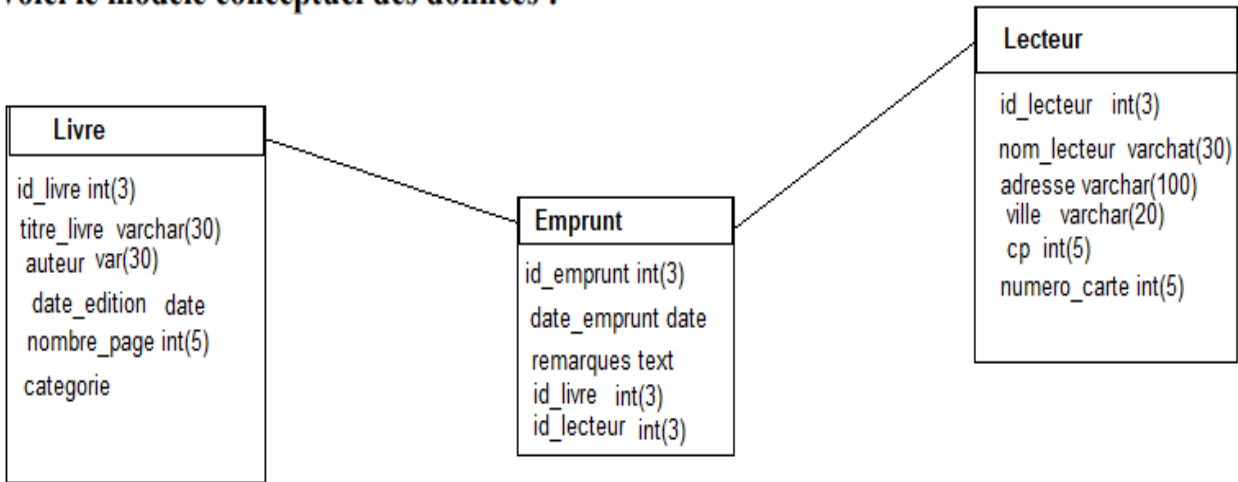 voici le modèle conceptuel des données :
Livre
id_livre int(3)
titre_livre varchar(30)
auteur var(30)
date_edition date
nombre_page int(5)
categorie
Emprunt
id_emprunt int(3)
date_emprunt date
remarques text
id_livre int(3)
id_lecteur int(3)
Lecteur
id_lecteur int(3)
nom_lecteur varchat(30)
adresse varchar(100)
ville varchar(20)
cp int(5)
numero_carte int(5)